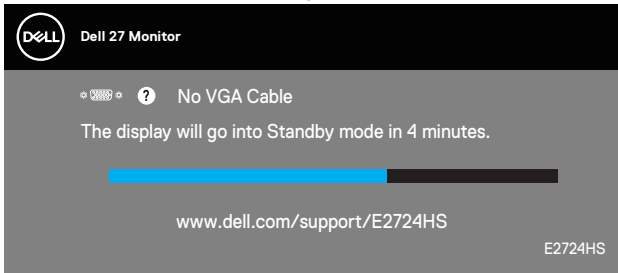 DELL
Dell 27 Monitor
? No VGA Cable
The display will go into Standby mode in 4 minutes.
www.dell.com/support/E2724HS
E2724HS